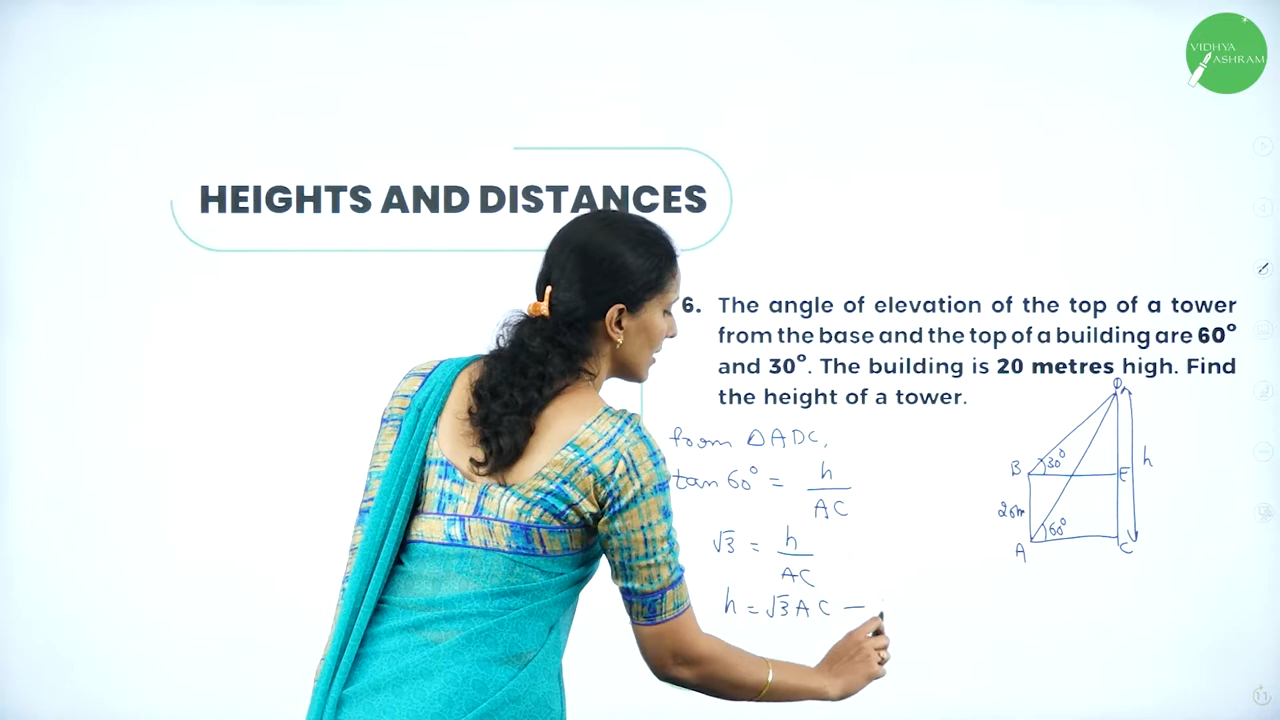 VIDHYA
ASHRAM
HEIGHTS AND DISTANCES
6. The angle of elevation of the top of a tower
from the base and the top of a building are 60°
and 30°. The building is 20 metres high. Find
the height of a tower.
from △ADC,
tan 60° = h
AC
√3 = h
AC
h = √3 AC —
D
h
B 30° E
20m
60°
A C
11